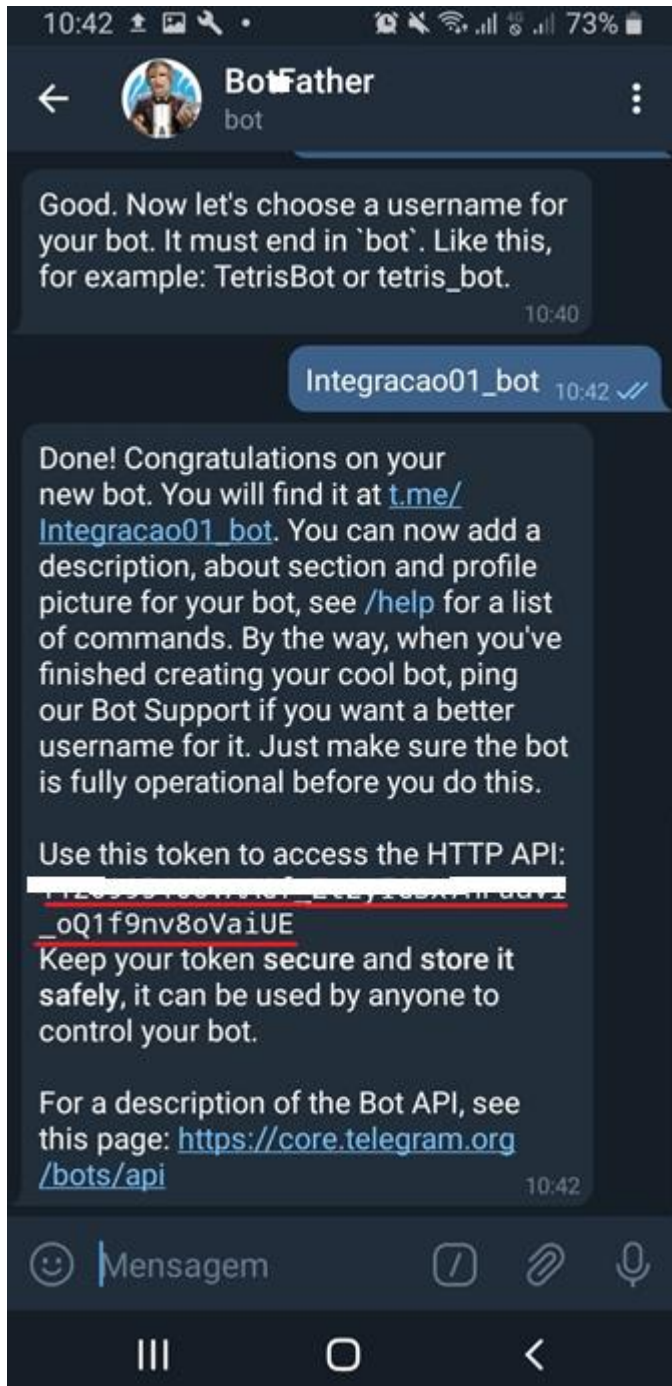 10:42 73%
BotFather
bot
Good. Now let's choose a username for
your bot. It must end in `bot`. Like this,
for example: TetrisBot or tetris_bot.
10:40
Integracao01_bot 10:42
Done! Congratulations on your
new bot. You will find it at t.me/
Integracao01_bot. You can now add a
description, about section and profile
picture for your bot, see /help for a list
of commands. By the way, when you've
finished creating your cool bot, ping
our Bot Support if you want a better
username for it. Just make sure the bot
is fully operational before you do this.
Use this token to access the HTTP API:
_oQ1f9nv8oVaiUE
Keep your token secure and store it
safely, it can be used by anyone to
control your bot.
For a description of the Bot API, see
this page: https://core.telegram.org
/bots/api
10:42
Mensagem